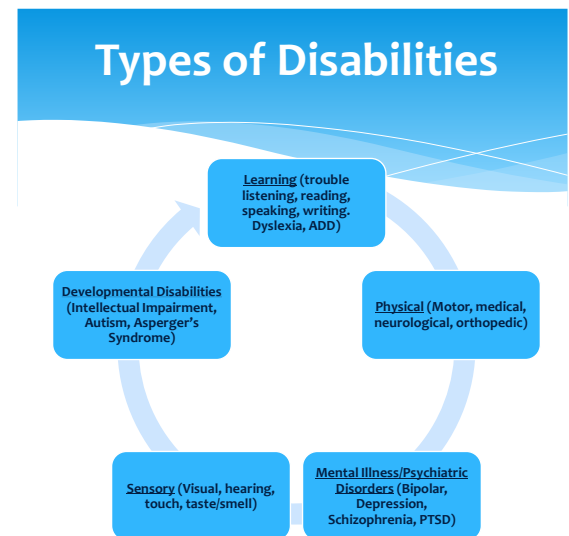 Types of Disabilities
Learning (trouble
listening, reading,
speaking, writing.
Dyslexia, ADD)
Physical (Motor, medical,
neurological, orthopedic)
Mental Illness/Psychiatric
Disorders (Bipolar,
Depression,
Schizophrenia, PTSD)
Sensory (Visual, hearing,
touch, taste/smell)
Developmental Disabilities
(Intellectual Impairment,
Autism, Asperger's
Syndrome)